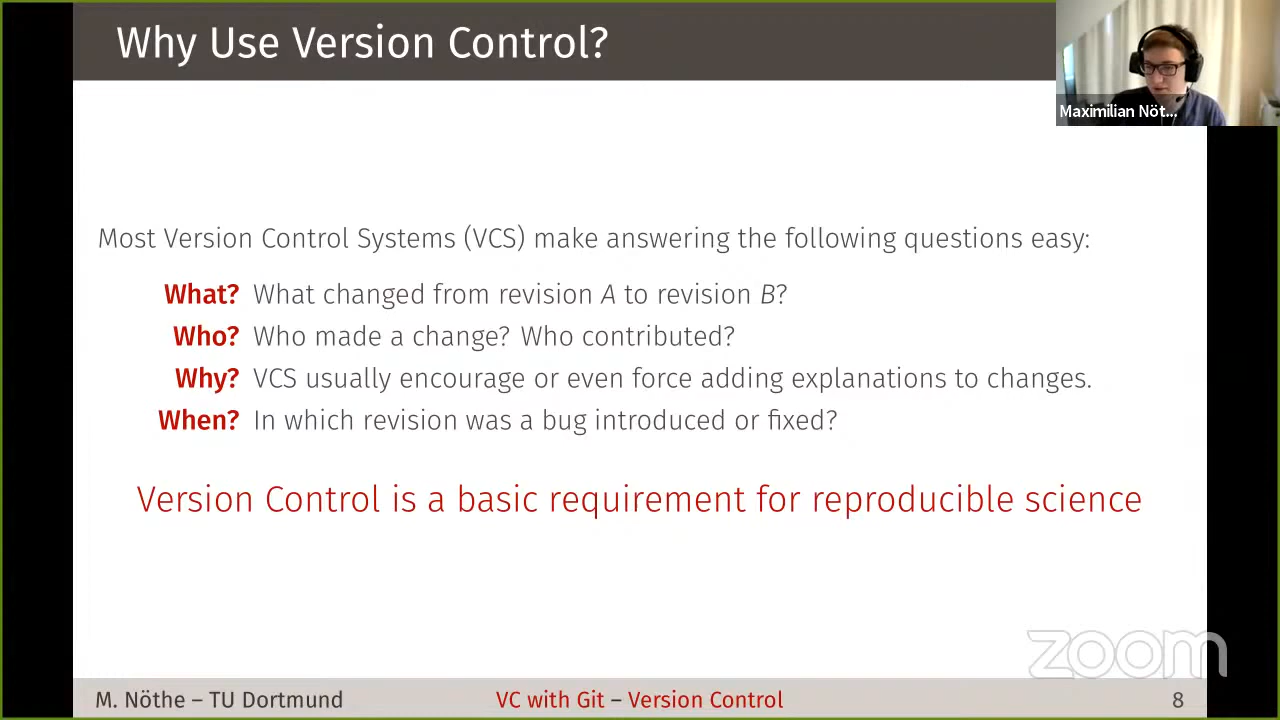 Why Use Version Control?
Maximilian Nöt...
Most Version Control Systems (VCS) make answering the following questions easy:
What? What changed from revision A to revision B?
Who? Who made a change? Who contributed?
Why? VCS usually encourage or even force adding explanations to changes.
When? In which revision was a bug introduced or fixed?
Version Control is a basic requirement for reproducible science
zoom
M. Nöthe – TU Dortmund
VC with Git – Version Control
8